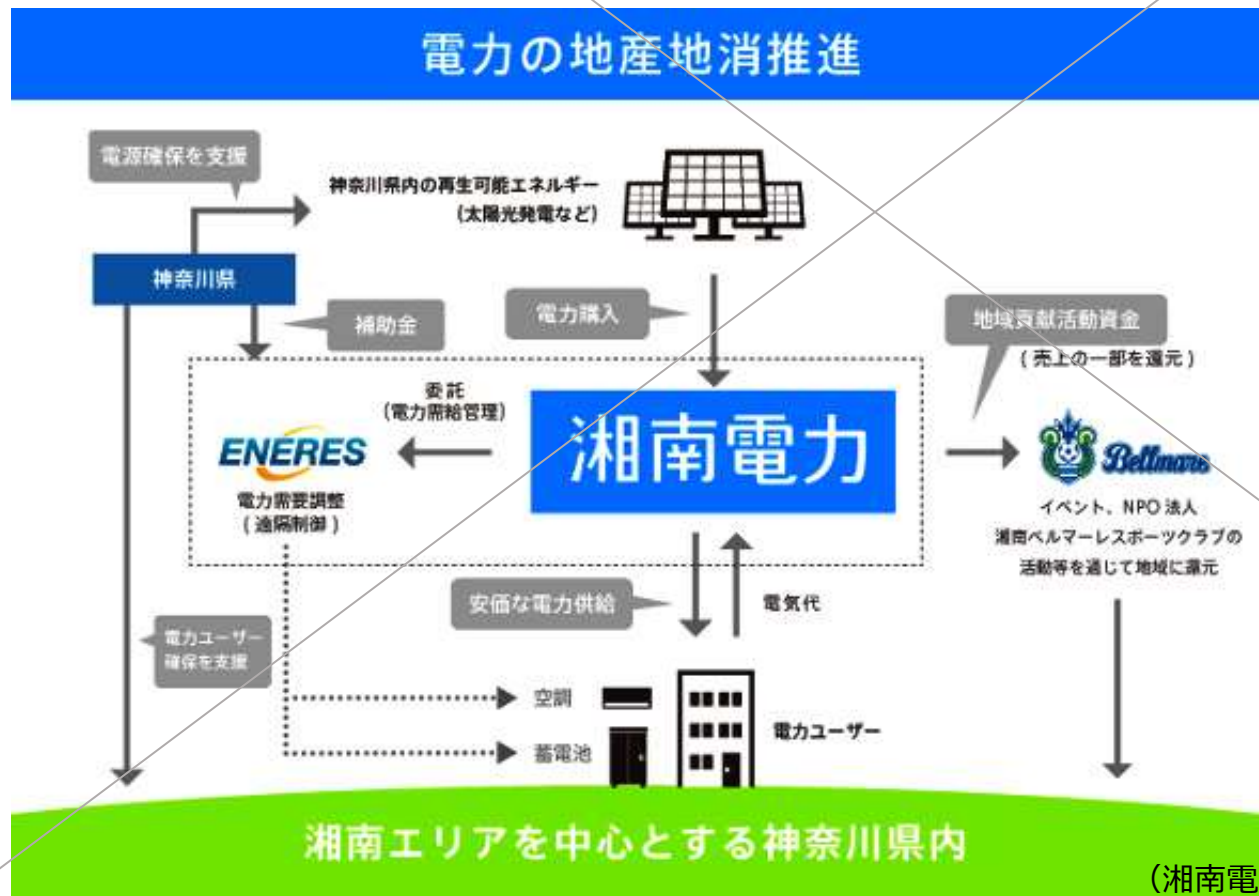 電力の地産地消推進
電源確保を支援
神奈川県内の再生可能エネルギー
(太陽光発電など)
神奈川県
補助金
電力購入
地域貢献活動資金
(売上の一部を還元)
委託
(電力需給管理)
ENERES
電力需要調整
(遠隔制御)
湘南電力
Bellmare
イベント、NPO 法人
湘南ベルマーレスポーツクラブの
活動等を通じて地域に還元
安価な電力供給
電気代
電力ユーザー
確保を支援
空調
蓄電池
電力ユーザー
湘南エリアを中心とする神奈川県内
(湘南電